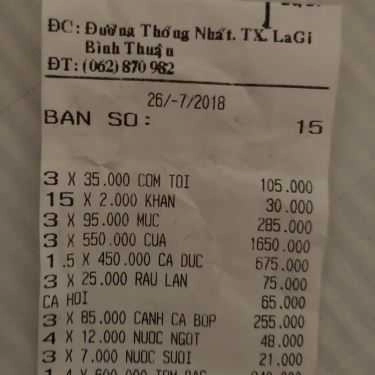 ĐC: Đường Thống Nhất. TX. LaGi
Bình Thuận
ĐT: (062) 870 982
26/-7/2018
BAN SO: 15
3 X 35.000 COM TOI 105.000
15 X 2.000 KHAN 30.000
3 X 95.000 MUC 285.000
3 X 550.000 CUA 1650.000
1.5 X 450.000 CA DUC 675.000
3 X 25.000 RAU LAN 75.000
CA HOI 65.000
3 X 85.000 CANH CA BOP 255.000
4 X 12.000 NUOC NGOT 48.000
3 X 7.000 NUOC SUOI 21.000